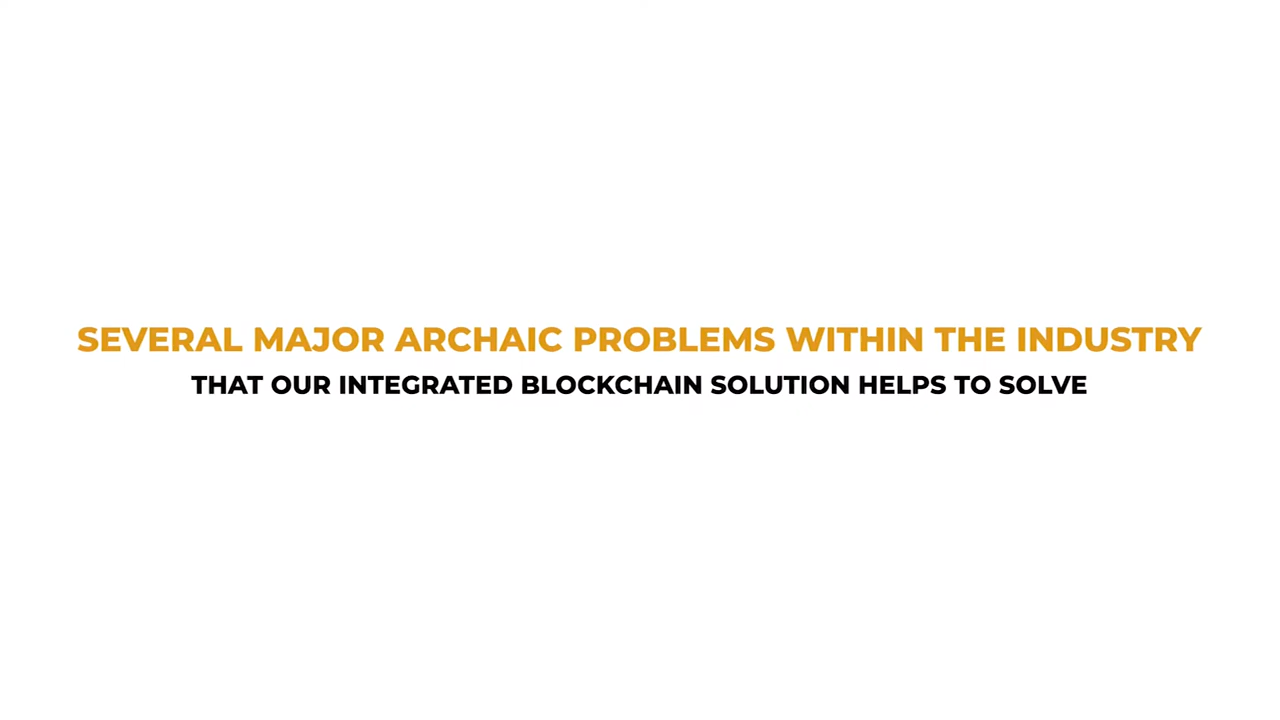 SEVERAL MAJOR ARCHAIC PROBLEMS WITHIN THE INDUSTRY
THAT OUR INTEGRATED BLOCKCHAIN SOLUTION HELPS TO SOLVE